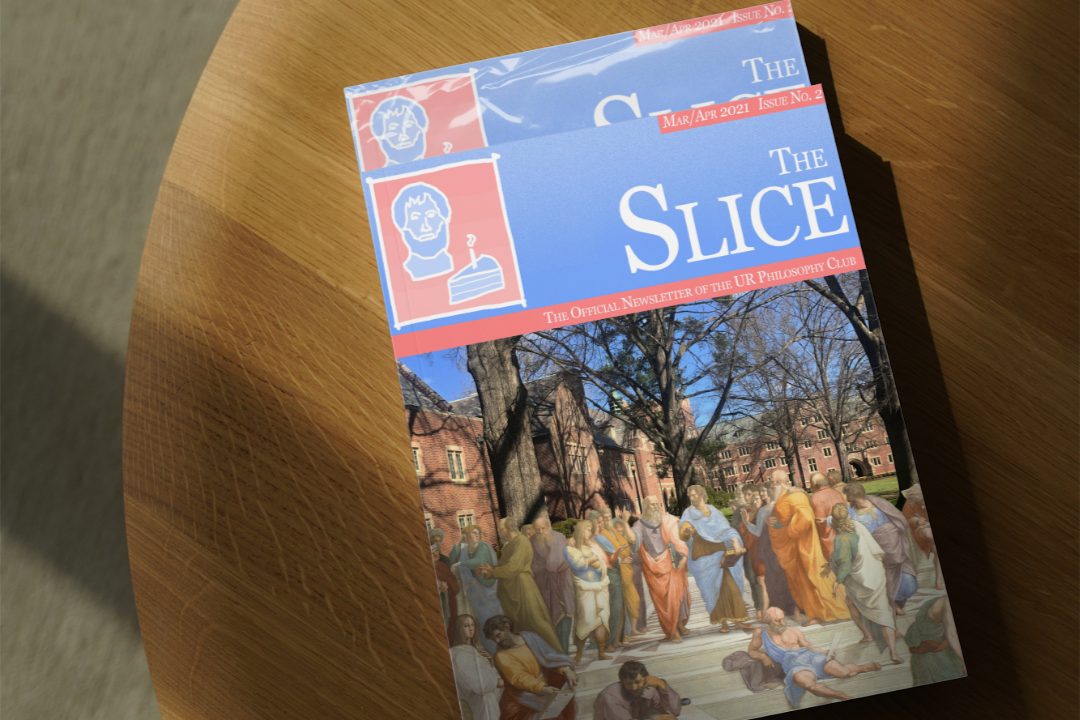 Mar/Apr 2021 Issue No.
The
Mar/Apr 2021 Issue No. 2
The
Slice
The Official Newsletter of the UR Philosophy Club